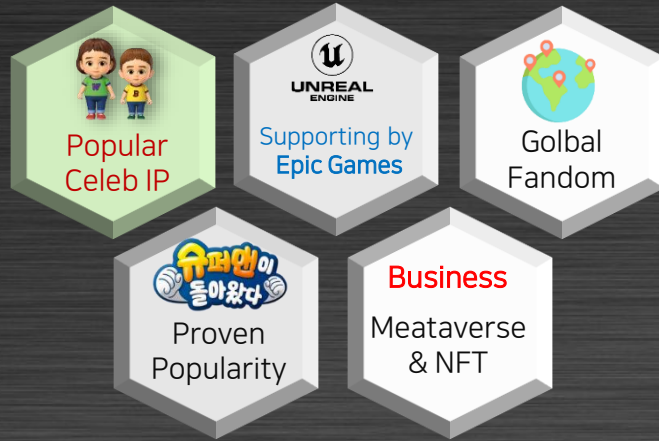 W B
Popular
Celeb IP
UNREAL
ENGINE
Supporting by
Epic Games
Golbal
Fandom
슈퍼맨이
돌아왔다
Proven
Popularity
Business
Meataverse
& NFT